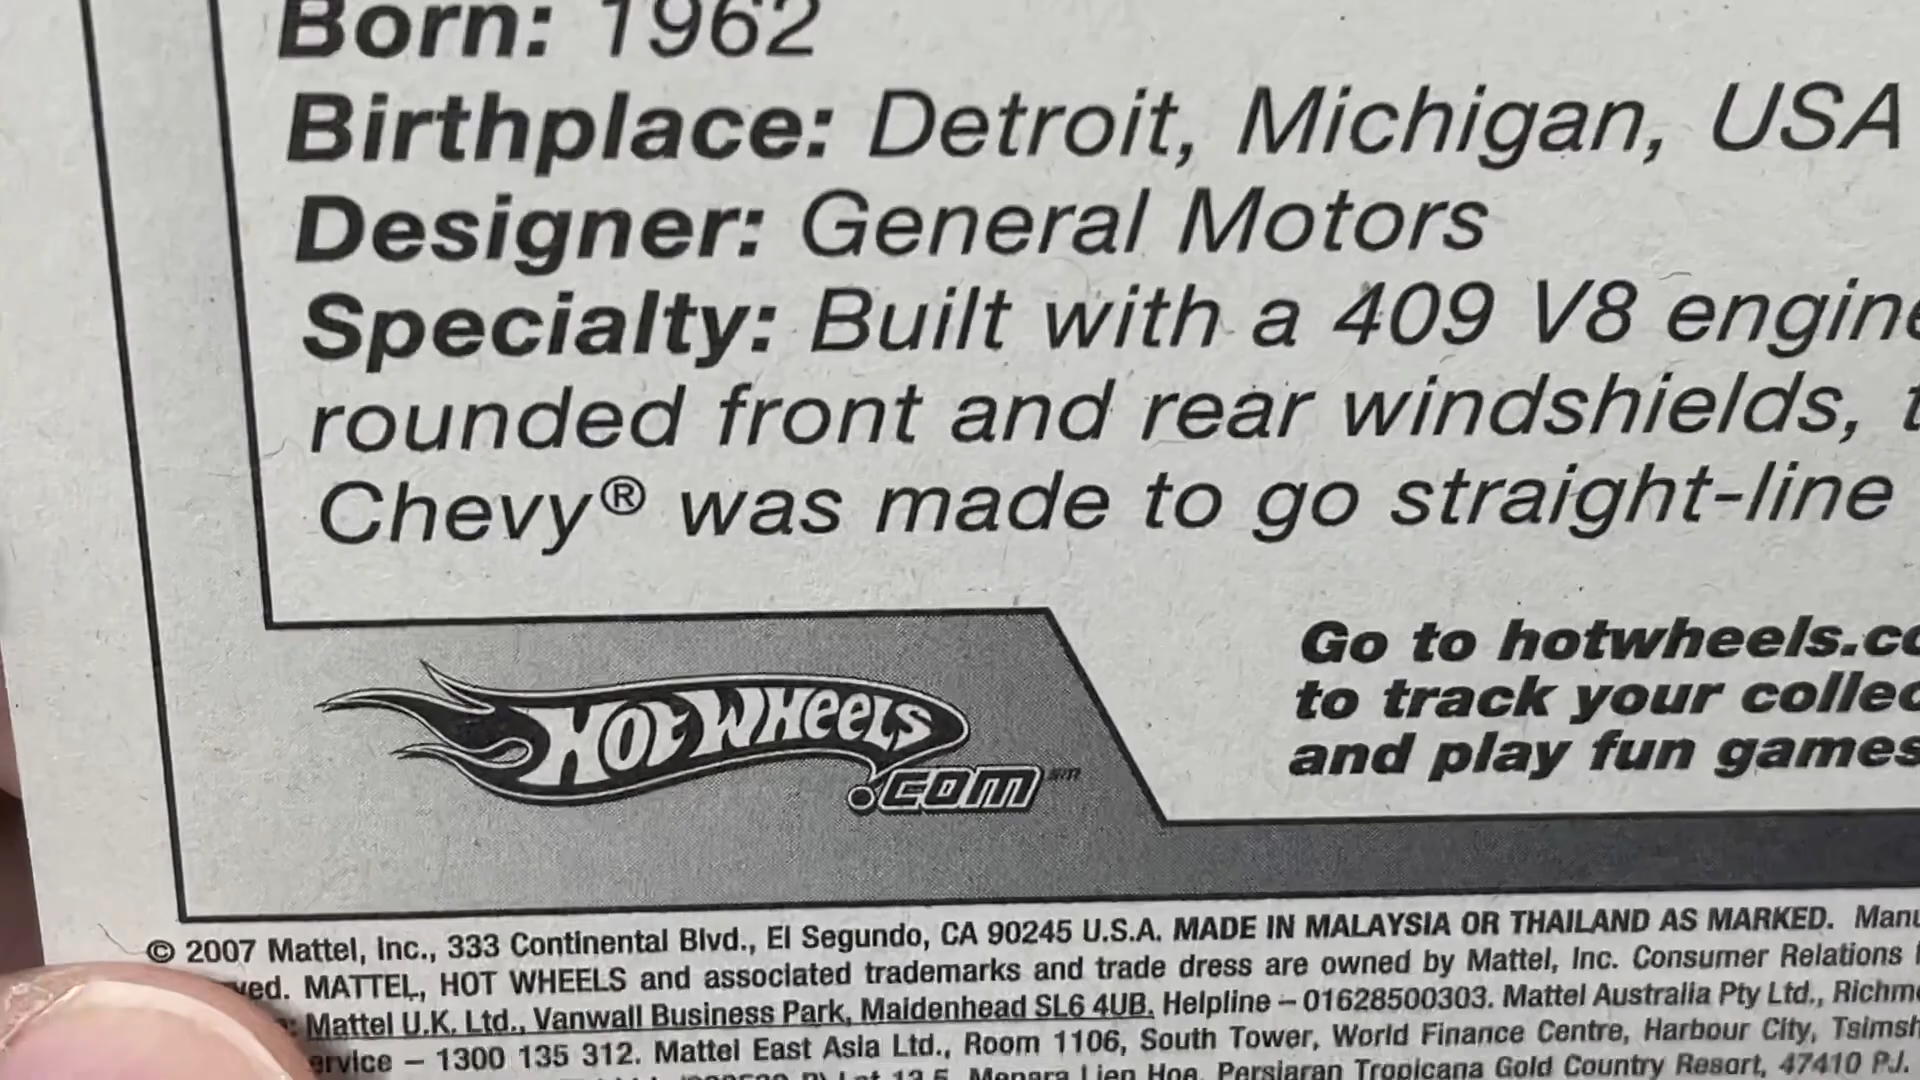 Born: 1962
Birthplace: Detroit, Michigan, USA
Designer: General Motors
Specialty: Built with a 409 V8 engine
rounded front and rear windshields,
Chevy® was made to go straight-line
Go to hotwheels.co
to track your collec
and play fun games
HOT WHEELS
.COM℠
© 2007 Mattel, Inc., 333 Continental Blvd., El Segundo, CA 90245 U.S.A. MADE IN MALAYSIA OR THAILAND AS MARKED. Manu
ved. MATTEL, HOT WHEELS and associated trademarks and trade dress are owned by Mattel, Inc. Consumer Relations
Mattel U.K. Ltd., Vanwall Business Park, Maidenhead SL6 4UB. Helpline – 01628500303. Mattel Australia Pty Ltd., Richm
ervice – 1300 135 312. Mattel East Asia Ltd., Room 1106, South Tower, World Finance Centre, Harbour City, Tsimsh
Lot 13.5, Menara Lien Hoe, Persiaran Tropicana Gold Country Resort, 47410 PJ.